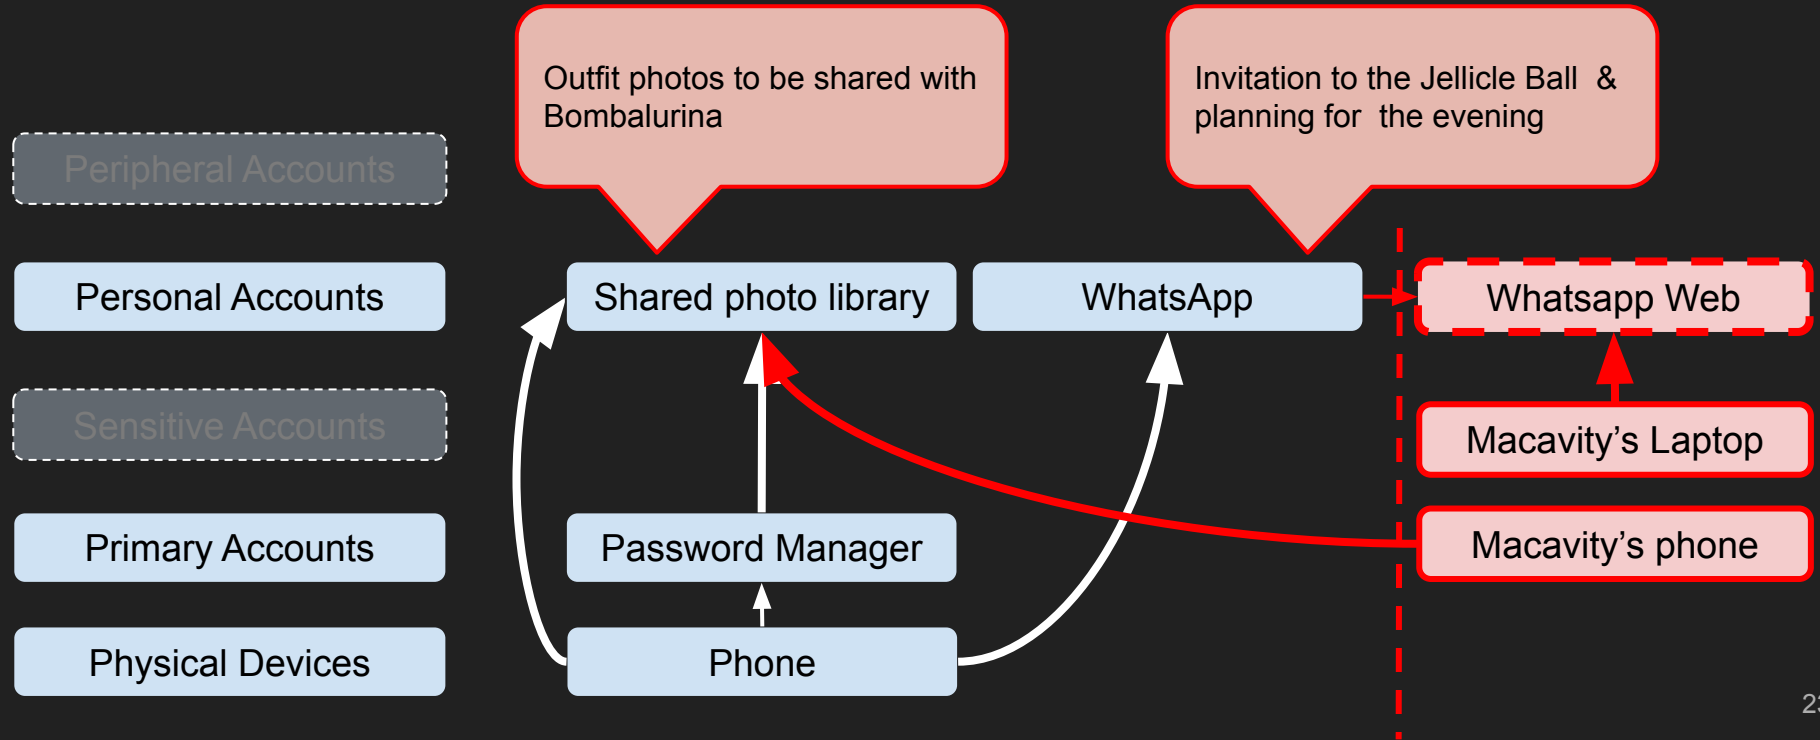 Outfit photos to be shared with
Bombalurina
Invitation to the Jellicle Ball &
planning for the evening
Peripheral Accounts
Personal Accounts
Shared photo library
WhatsApp
Whatsapp Web
Sensitive Accounts
Macavity’s Laptop
Primary Accounts
Password Manager
Macavity’s phone
Physical Devices
Phone
23